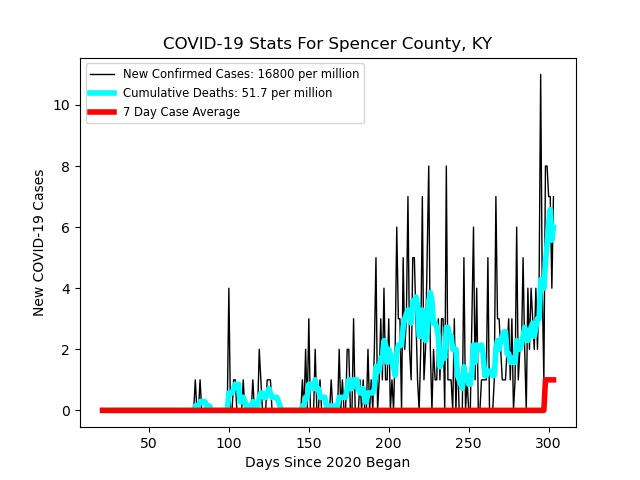 COVID-19 Stats For Spencer County, KY
New Confirmed Cases: 16800 per million
Cumulative Deaths: 51.7 per million
7 Day Case Average
New COVID-19 Cases
10
8
6
4
2
0
50 100 150 200 250 300
Days Since 2020 Began